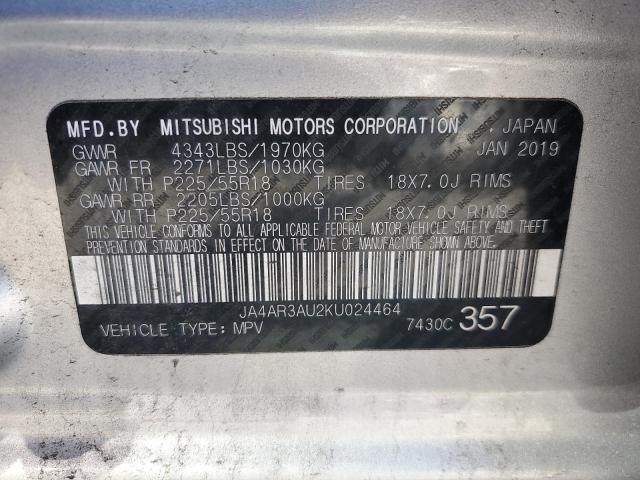 MFD.BY MITSUBISHI MOTORS CORPORATION , JAPAN
GVWR 4343LBS/1970KG JAN 2019
GAWR FR 2271LBS/1030KG
WITH P225/55R18 TIRES 18X7.0J RIMS
GAWR RR 2205LBS/1000KG
WITH P225/55R18 TIRES 18X7.0J RIMS
THIS VEHICLE CONFORMS TO ALL APPLICABLE FEDERAL MOTOR VEHICLE SAFETY AND THEFT
PREVENTION STANDARDS IN EFFECT ON THE DATE OF MANUFACTURE SHOWN ABOVE.
JA4AR3AU2KU024464
VEHICLE TYPE: MPV 7430C 357